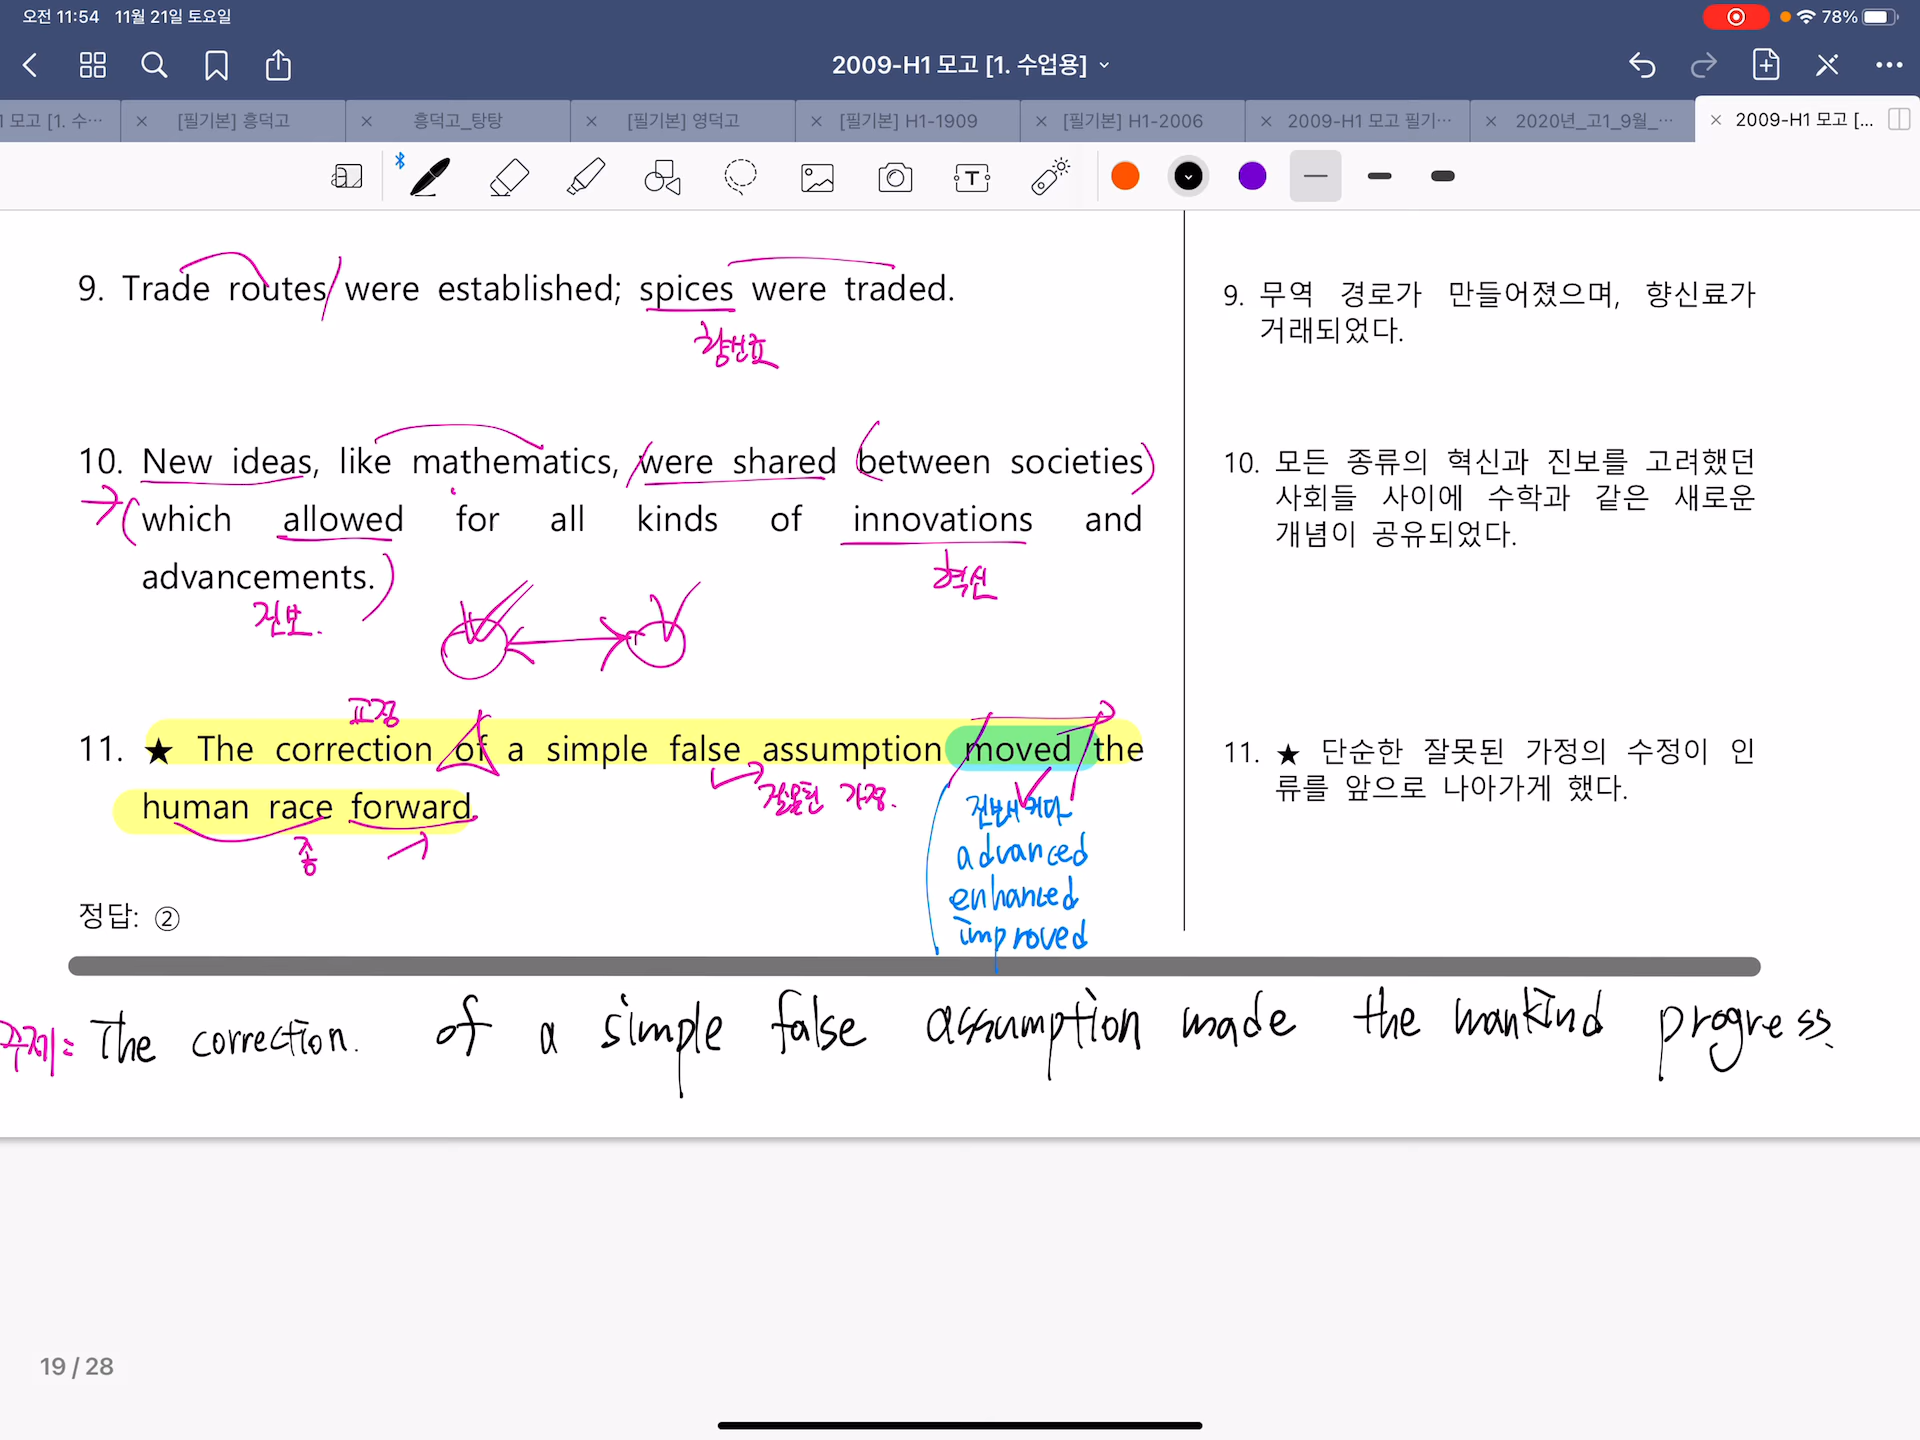 오전 11:54 11월 21일 토요일
78%
2009-H1 모고 [1. 수업용]
1 모고 [1. 수…
[필기본] 흥덕고
흥덕고_탕탕
[필기본] 영덕고
[필기본] H1-1909
[필기본] H1-2006
2009-H1 모고 필기…
2020년_고1_9월_…
2009-H1 모고 [...
9. Trade routes were established; spices were traded.
향신료
9. 무역 경로가 만들어졌으며, 향신료가
거래되었다.
10. New ideas, like mathematics, were shared between societies
which allowed for all kinds of innovations and
혁신
advancements.
진보.
10. 모든 종류의 혁신과 진보를 고려했던
사회들 사이에 수학과 같은 새로운
개념이 공유되었다.
교정
11. ★ The correction of a simple false assumption moved the
잘못된 가정.
human race forward.
종
진보시키다
advanced
enhanced
improved
11. ★ 단순한 잘못된 가정의 수정이 인
류를 앞으로 나아가게 했다.
정답: ②
주제: The correction. of a simple false assumption made the mankind progress.
19 / 28